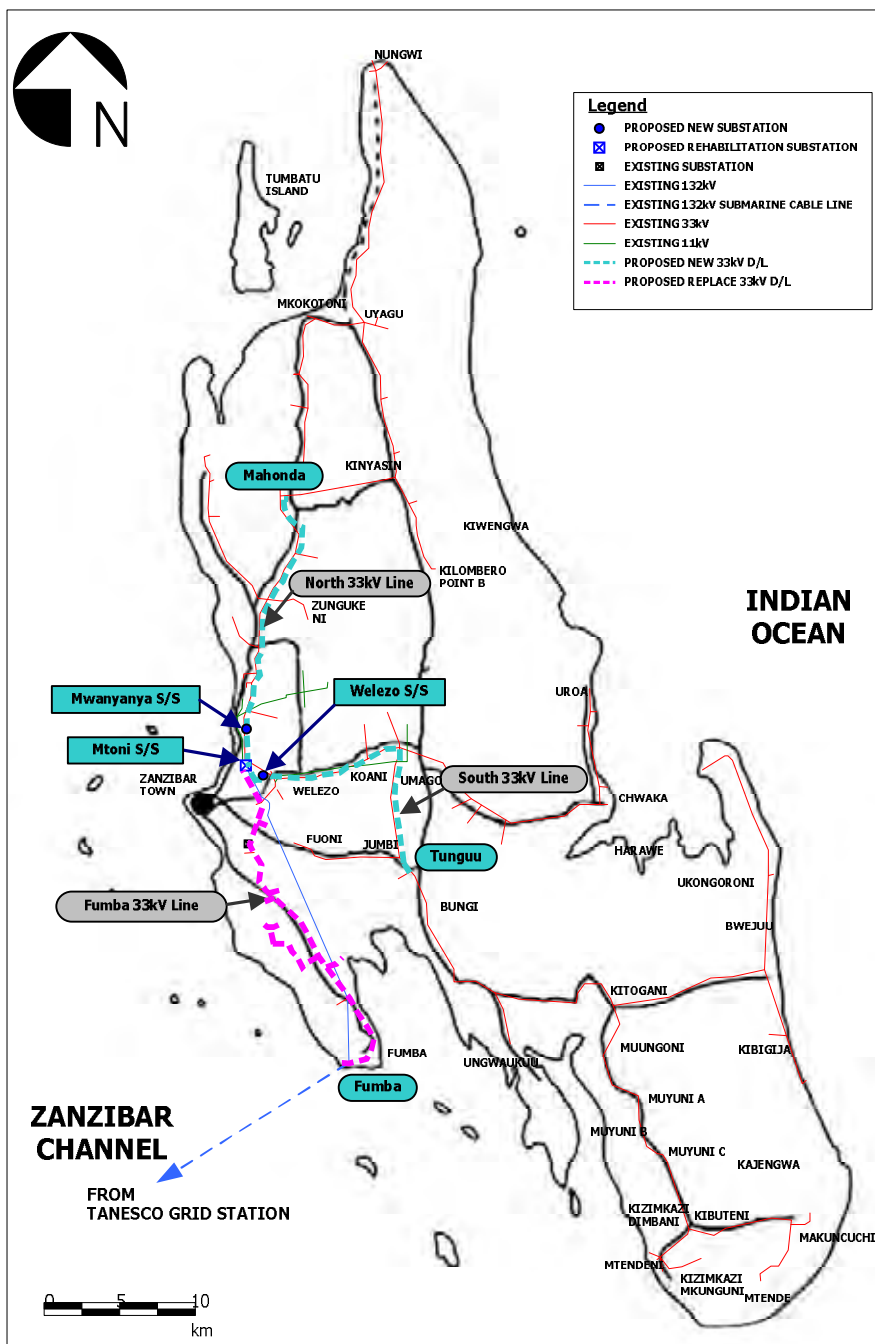 NUNGWI
N
Legend
PROPOSED NEW SUBSTATION
PROPOSED REHABILITATION SUBSTATION
EXISTING SUBSTATION
EXISTING 132kV
EXISTING 132kV SUBMARINE CABLE LINE
EXISTING 33kV
EXISTING 11kV
PROPOSED NEW 33kV D/L
PROPOSED REPLACE 33kV D/L
TUMBATU
ISLAND
MKOKOTONI
UYAGU
KINYASIN
Mahonda
KIWENGWA
KILOMBERO
POINT B
North 33kV Line
ZUNGUKE
NI
INDIAN
OCEAN
Welezo S/S
Mwanyanya S/S
UROA
Mtoni S/S
ZANZIBAR
TOWN
KOANI
UMAGO
WELEZO
South 33kV Line
CHWAKA
FUONI
JUMBI
HARAWE
Tunguu
UKONGORONI
Fumba 33kV Line
BUNGI
BWEJUU
KITOGANI
MUUNGONI
KIBIGIJA
FUMBA
UNGWAUKUU
Fumba
MUYUNI A
ZANZIBAR
CHANNEL
MUYUNI B
MUYUNI C
KAJENGWA
FROM
TANESCO GRID STATION
KIZIMKAZI
DIMBANI
KIBUTENI
MAKUNCUCHI
MTENDENI
KIZIMKAZI
MKUNGUNI
MTENDE
0 5 10
km